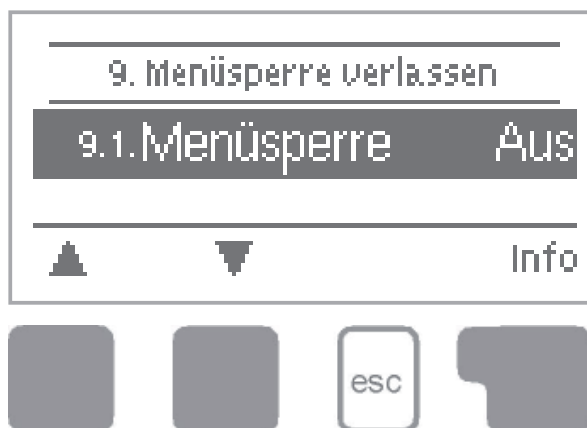 9. Menüsperre verlassen
9.1.Menüsperre Aus
▲ ▼ Info
esc